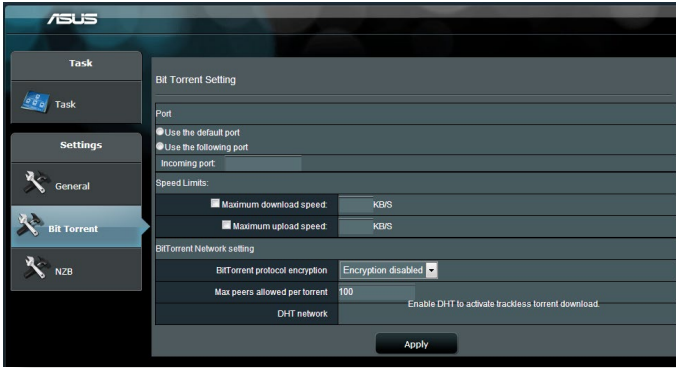 ASUS
Task
Task
Settings
General
Bit Torrent
NZB
Bit Torrent Setting
Port
Use the default port
Use the following port
Incoming port:
Speed Limits:
Maximum download speed: KB/S
Maximum upload speed: KB/S
BitTorrent Network setting
BitTorrent protocol encryption Encryption disabled
Max peers allowed per torrent 100
Enable DHT to activate trackless torrent download.
DHT network
Apply